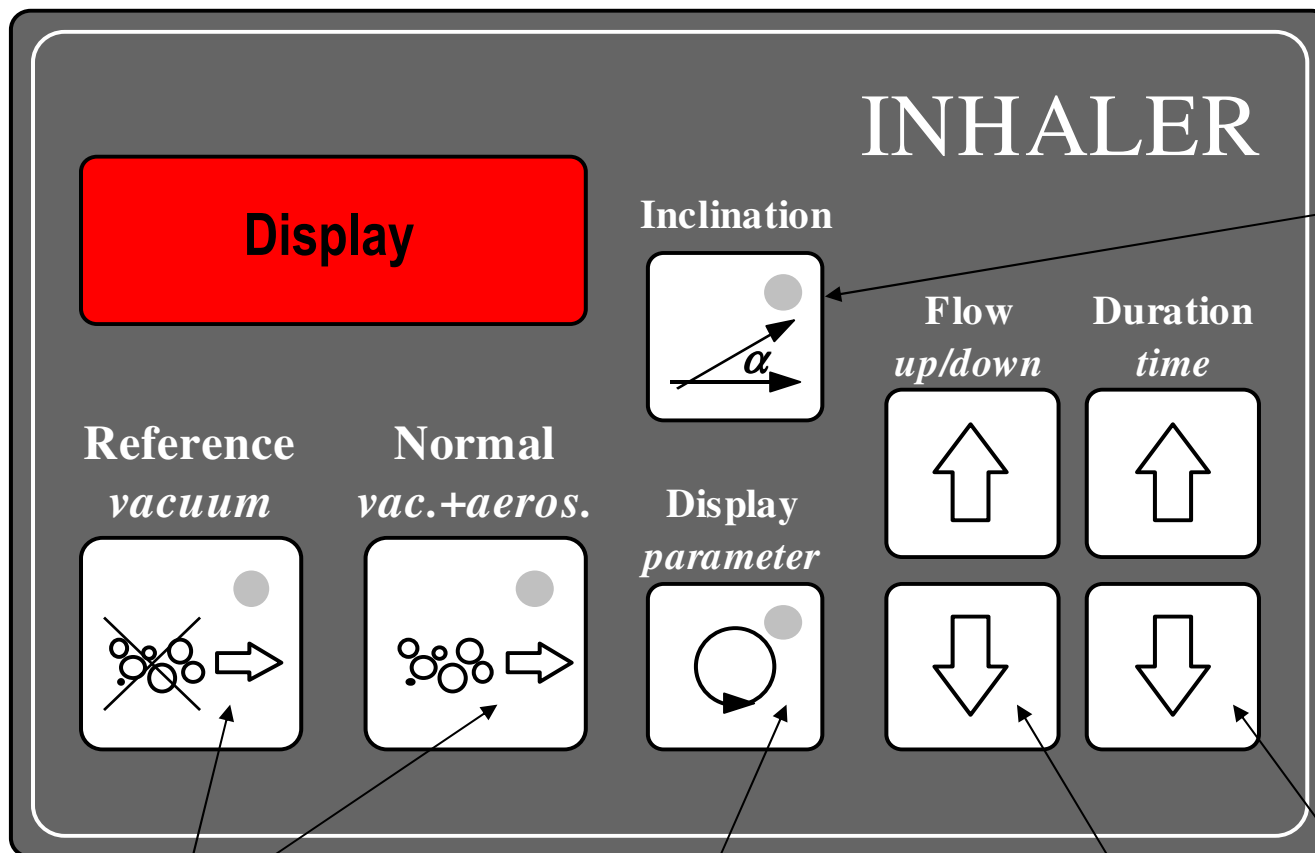 INHALER
Display
Inclination
α
Flow
up/down
Duration
time
Reference
vacuum
Normal
vac.+aeros.
Display
parameter